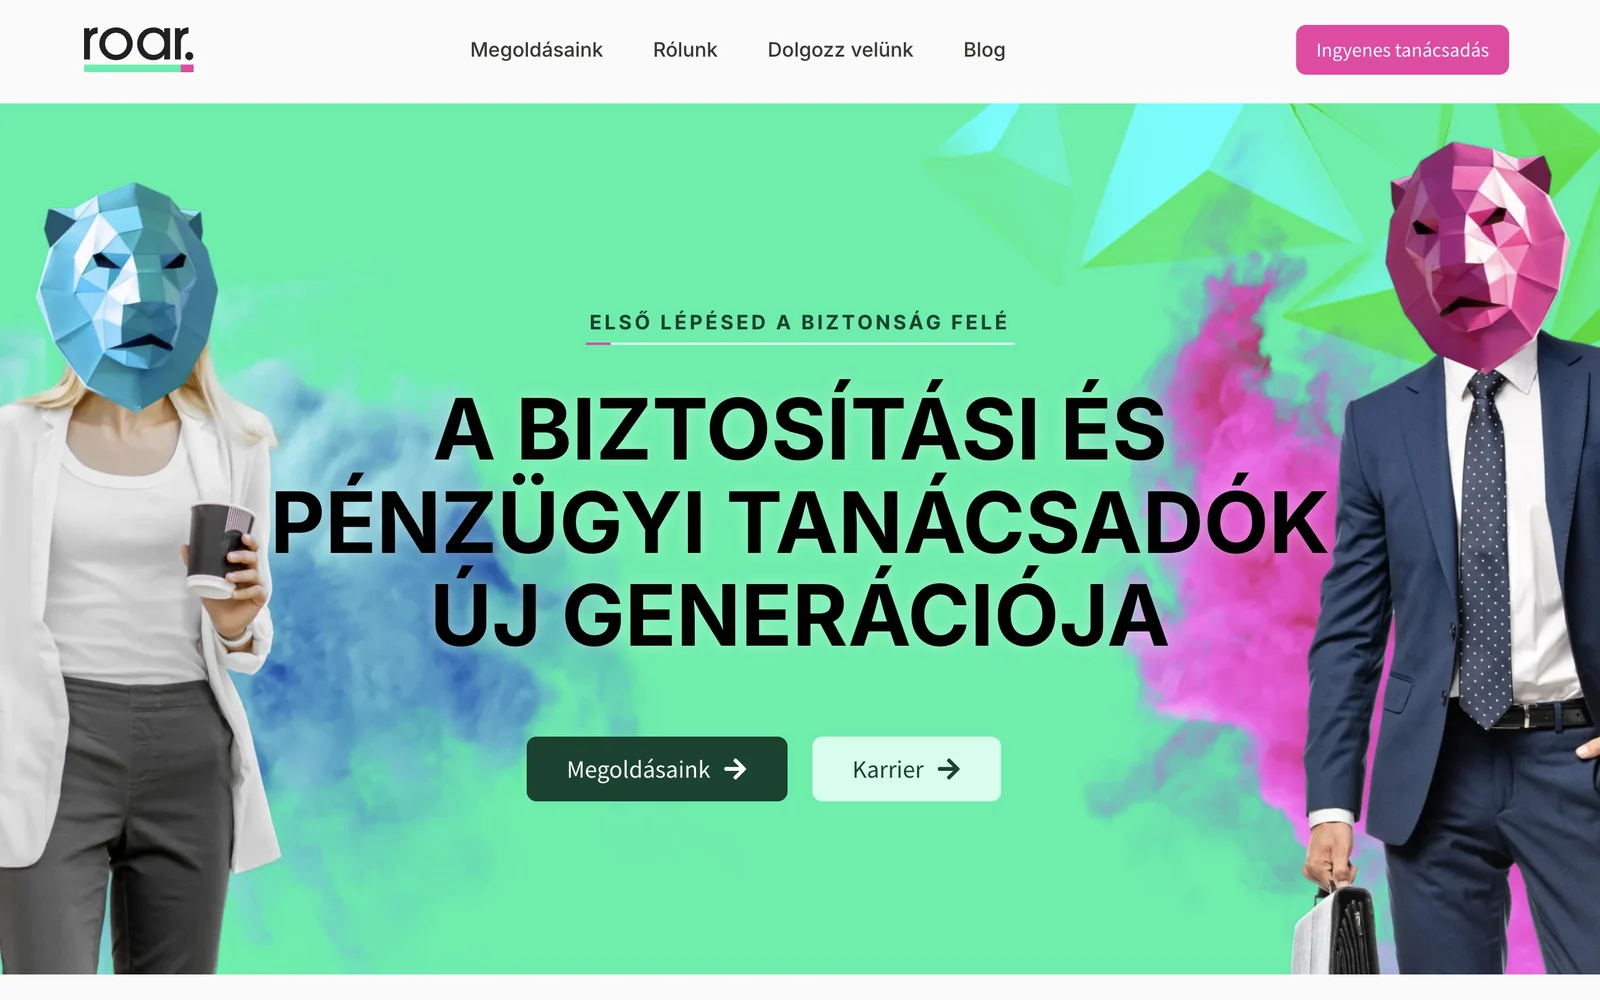 roar.
Megoldásaink
Rólunk
Dolgozz velünk
Blog
Ingyenes tanácsadás
ELSŐ LÉPÉSED A BIZTONSÁG FELÉ
A BIZTOSÍTÁSI ÉS
PÉNZÜGYI TANÁCSADÓK
ÚJ GENERÁCIÓJA
Megoldásaink
Karrier